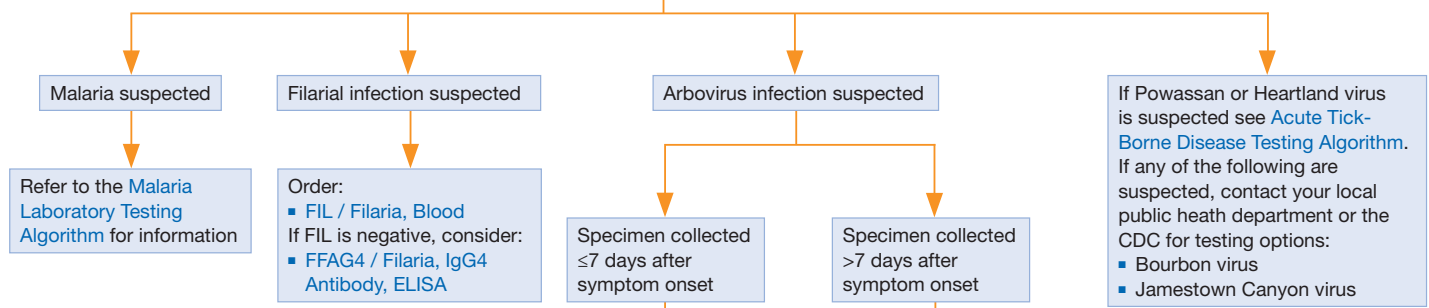 Malaria suspected
Refer to the Malaria
Laboratory Testing
Algorithm for information
Filarial infection suspected
Order:
▪ FIL / Filaria, Blood
If FIL is negative, consider:
▪ FFAG4 / Filaria, IgG4
Antibody, ELISA
Arbovirus infection suspected
Specimen collected
≤7 days after
symptom onset
Specimen collected
>7 days after
symptom onset
If Powassan or Heartland virus
is suspected see Acute Tick-
Borne Disease Testing Algorithm.
If any of the following are
suspected, contact your local
public heath department or the
CDC for testing options:
▪ Bourbon virus
▪ Jamestown Canyon virus